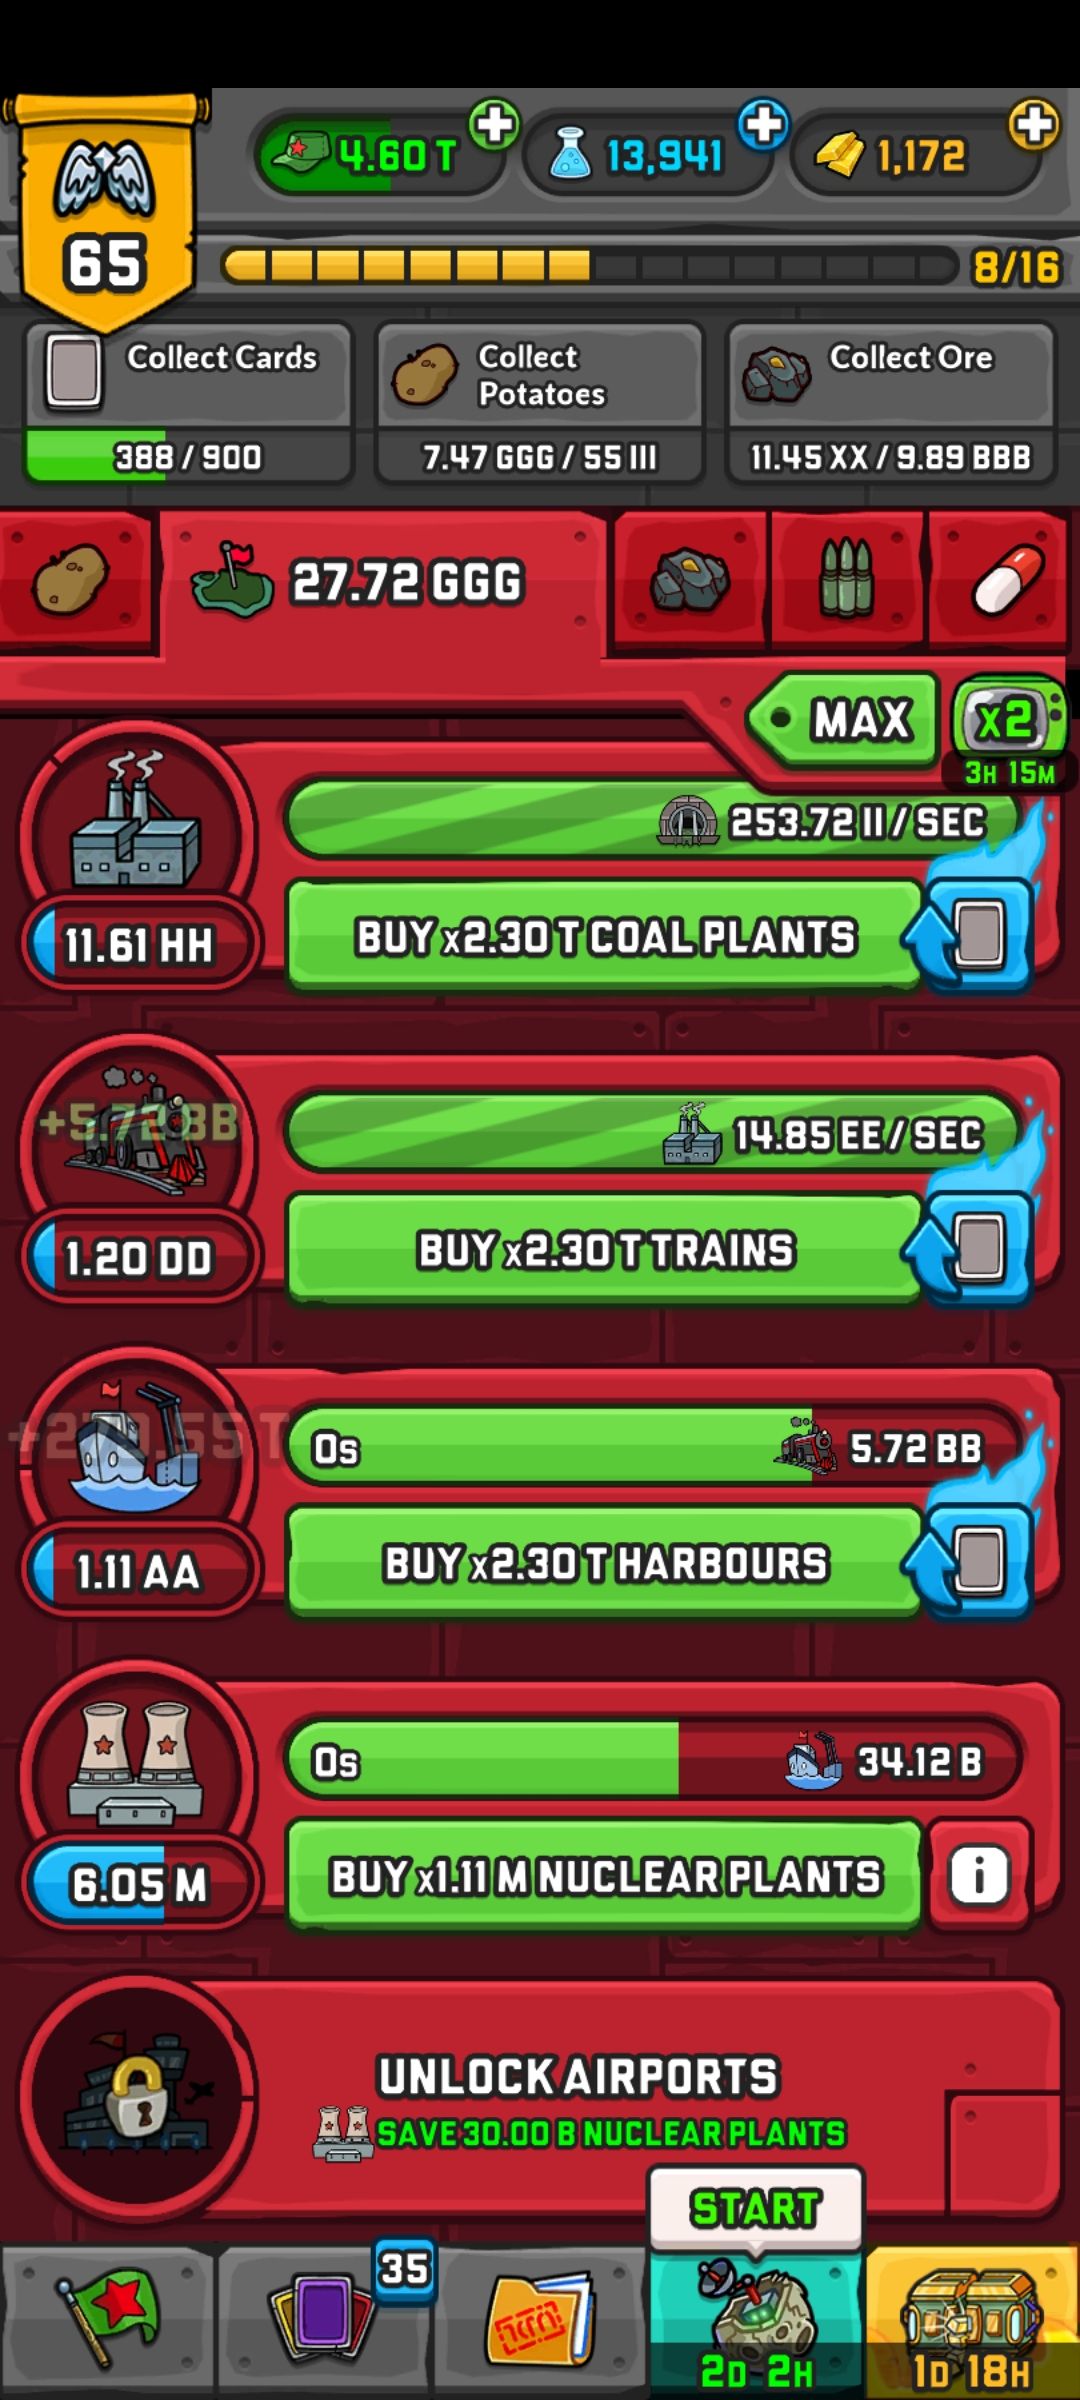 4.60 T
13,941
1,172
65
8/16
Collect Cards
388 / 900
Collect
Potatoes
7.47 GGG / 55 III
Collect Ore
11.45 XX / 9.89 BBB
27.72 GGG
MAX
x2
3H 15M
253.72 II / SEC
11.61 HH
BUY x2.30 T COAL PLANTS
+5.72 BB
14.85 EE / SEC
1.20 DD
BUY x2.30 T TRAINS
0s
5.72 BB
1.11 AA
BUY x2.30 T HARBOURS
0s
34.12 B
6.05 M
BUY x1.11 M NUCLEAR PLANTS
i
UNLOCK AIRPORTS
SAVE 30.00 B NUCLEAR PLANTS
START
35
2D 2H
1D 18H